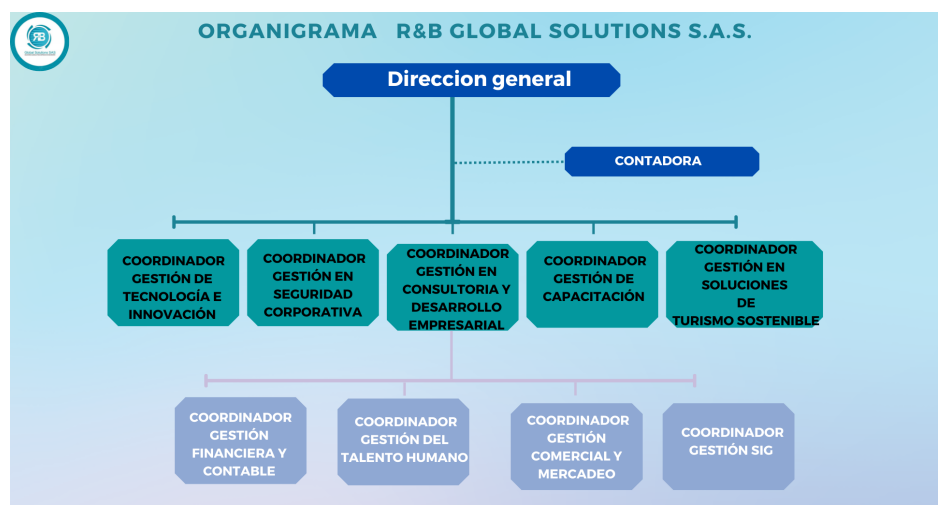 ORGANIGRAMA R&B GLOBAL SOLUTIONS S.A.S.
Direccion general
CONTADORA
COORDINADOR
GESTIÓN DE
TECNOLOGÍA E
INNOVACIÓN
COORDINADOR
GESTIÓN EN
SEGURIDAD
CORPORATIVA
COORDINADOR
GESTIÓN EN
CONSULTORIA Y
DESARROLLO
EMPRESARIAL
COORDINADOR
GESTIÓN DE
CAPACITACIÓN
COORDINADOR
GESTIÓN EN
SOLUCIONES
DE
TURISMO SOSTENIBLE
COORDINADOR
GESTIÓN
FINANCIERA Y
CONTABLE
COORDINADOR
GESTIÓN DEL
TALENTO HUMANO
COORDINADOR
GESTIÓN
COMERCIAL Y
MERCADEO
COORDINADOR
GESTIÓN SIG